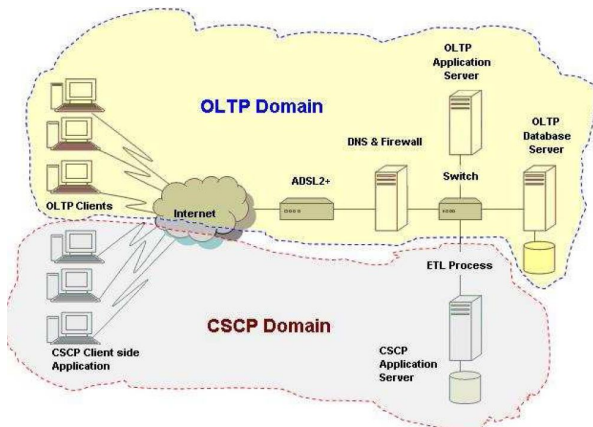 OLTP
Application
Server
OLTP Domain
OLTP
Database
Server
DNS & Firewall
ADSL2+
Switch
OLTP Clients
Internet
ETL Process
CSCP Domain
CSCP Client side
Application
CSCP
Application
Server